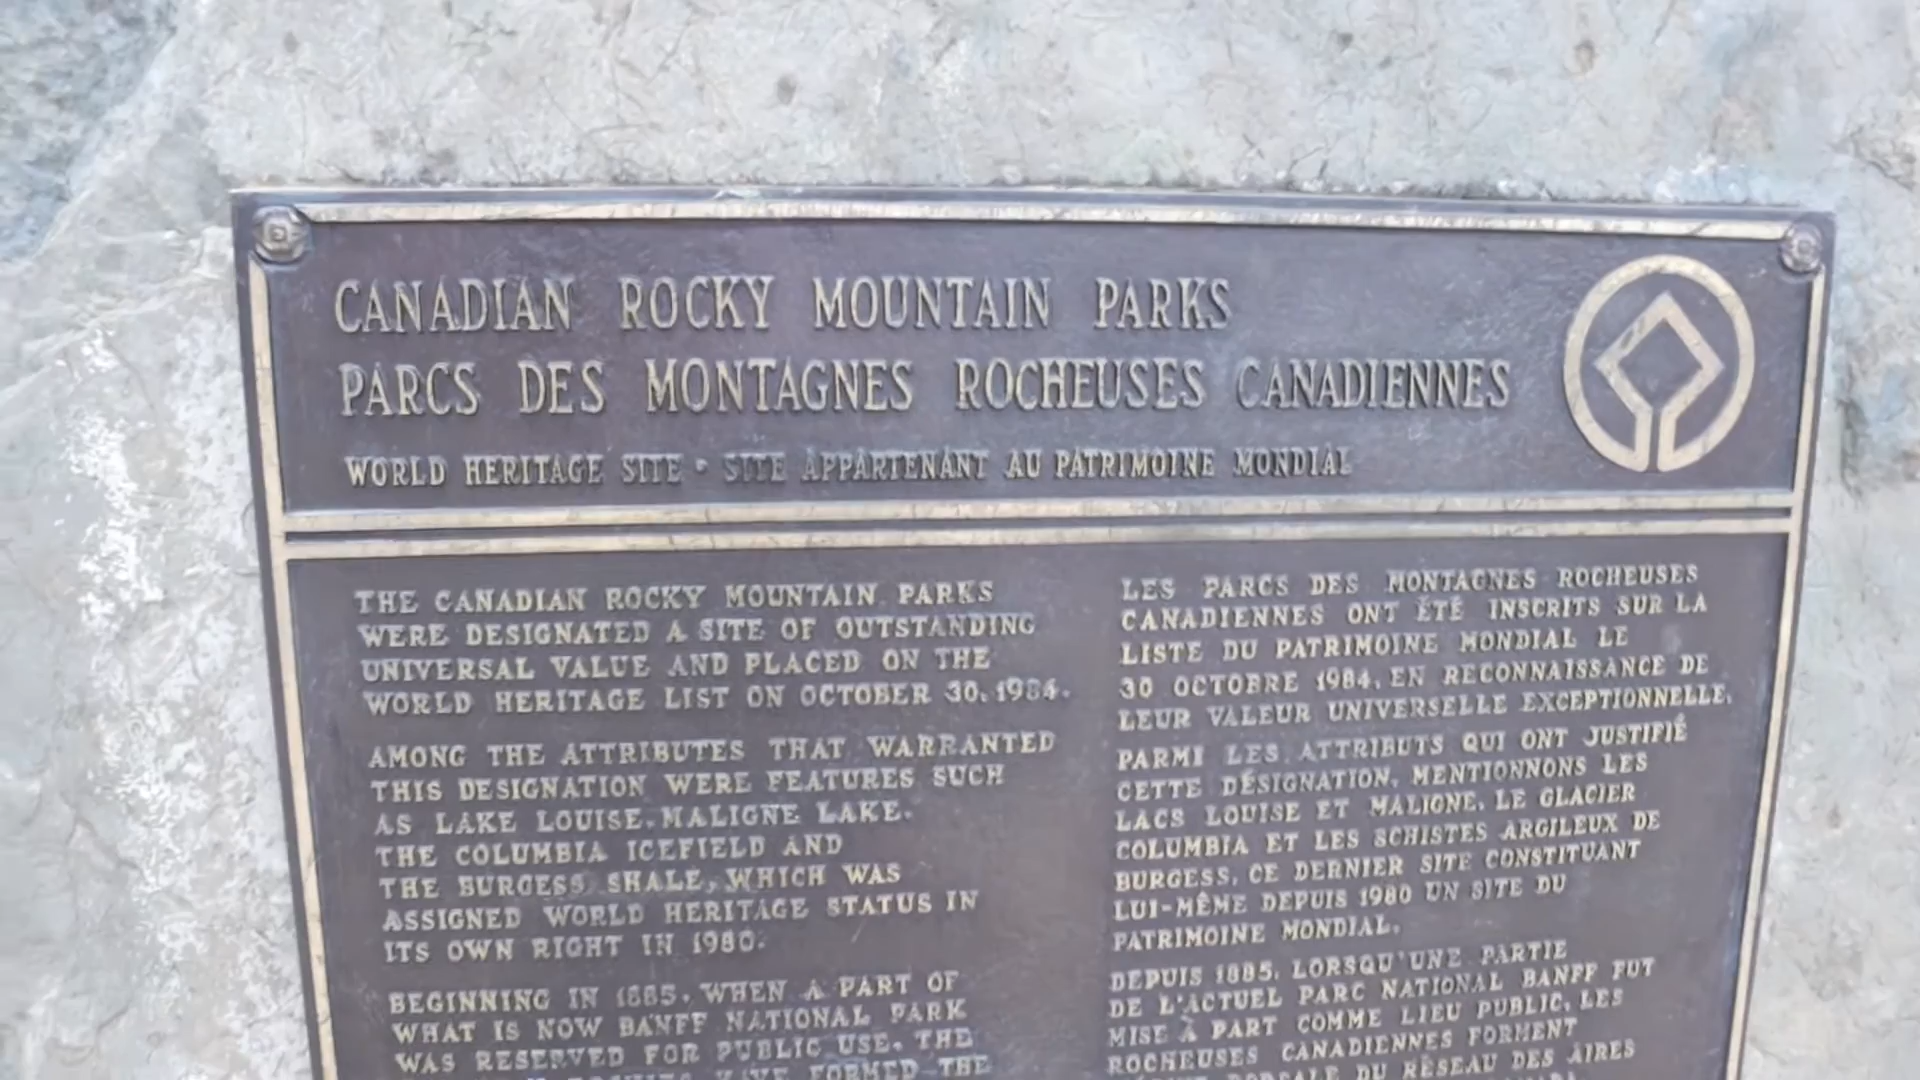 CANADIAN ROCKY MOUNTAIN PARKS
PARCS DES MONTAGNES ROCHEUSES CANADIENNES
WORLD HERITAGE SITE • SITE APPARTENANT AU PATRIMOINE MONDIAL
THE CANADIAN ROCKY MOUNTAIN PARKS
WERE DESIGNATED A SITE OF OUTSTANDING
UNIVERSAL VALUE AND PLACED ON THE
WORLD HERITAGE LIST ON OCTOBER 30, 1984.
AMONG THE ATTRIBUTES THAT WARRANTED
THIS DESIGNATION WERE FEATURES SUCH
AS LAKE LOUISE, MALIGNE LAKE,
THE COLUMBIA ICEFIELD AND
THE BURGESS SHALE, WHICH WAS
ASSIGNED WORLD HERITAGE STATUS IN
ITS OWN RIGHT IN 1980.
BEGINNING IN 1885, WHEN A PART OF
WHAT IS NOW BANFF NATIONAL PARK
WAS RESERVED FOR PUBLIC USE, THE
HAVE FORMED THE
LES PARCS DES MONTAGNES ROCHEUSES
CANADIENNES ONT ÉTÉ INSCRITS SUR LA
LISTE DU PATRIMOINE MONDIAL LE
30 OCTOBRE 1984, EN RECONNAISSANCE DE
LEUR VALEUR UNIVERSELLE EXCEPTIONNELLE.
PARMI LES ATTRIBUTS QUI ONT JUSTIFIÉ
CETTE DÉSIGNATION, MENTIONNONS LES
LACS LOUISE ET MALIGNE, LE GLACIER
COLUMBIA ET LES SCHISTES ARGILEUX DE
BURGESS, CE DERNIER SITE CONSTITUANT
LUI-MÊME DEPUIS 1980 UN SITE DU
PATRIMOINE MONDIAL.
DEPUIS 1885, LORSQU'UNE PARTIE
DE L'ACTUEL PARC NATIONAL BANFF FUT
MISE À PART COMME LIEU PUBLIC, LES
ROCHEUSES CANADIENNES FORMENT
DORSALE DU RÉSEAU DES AIRES